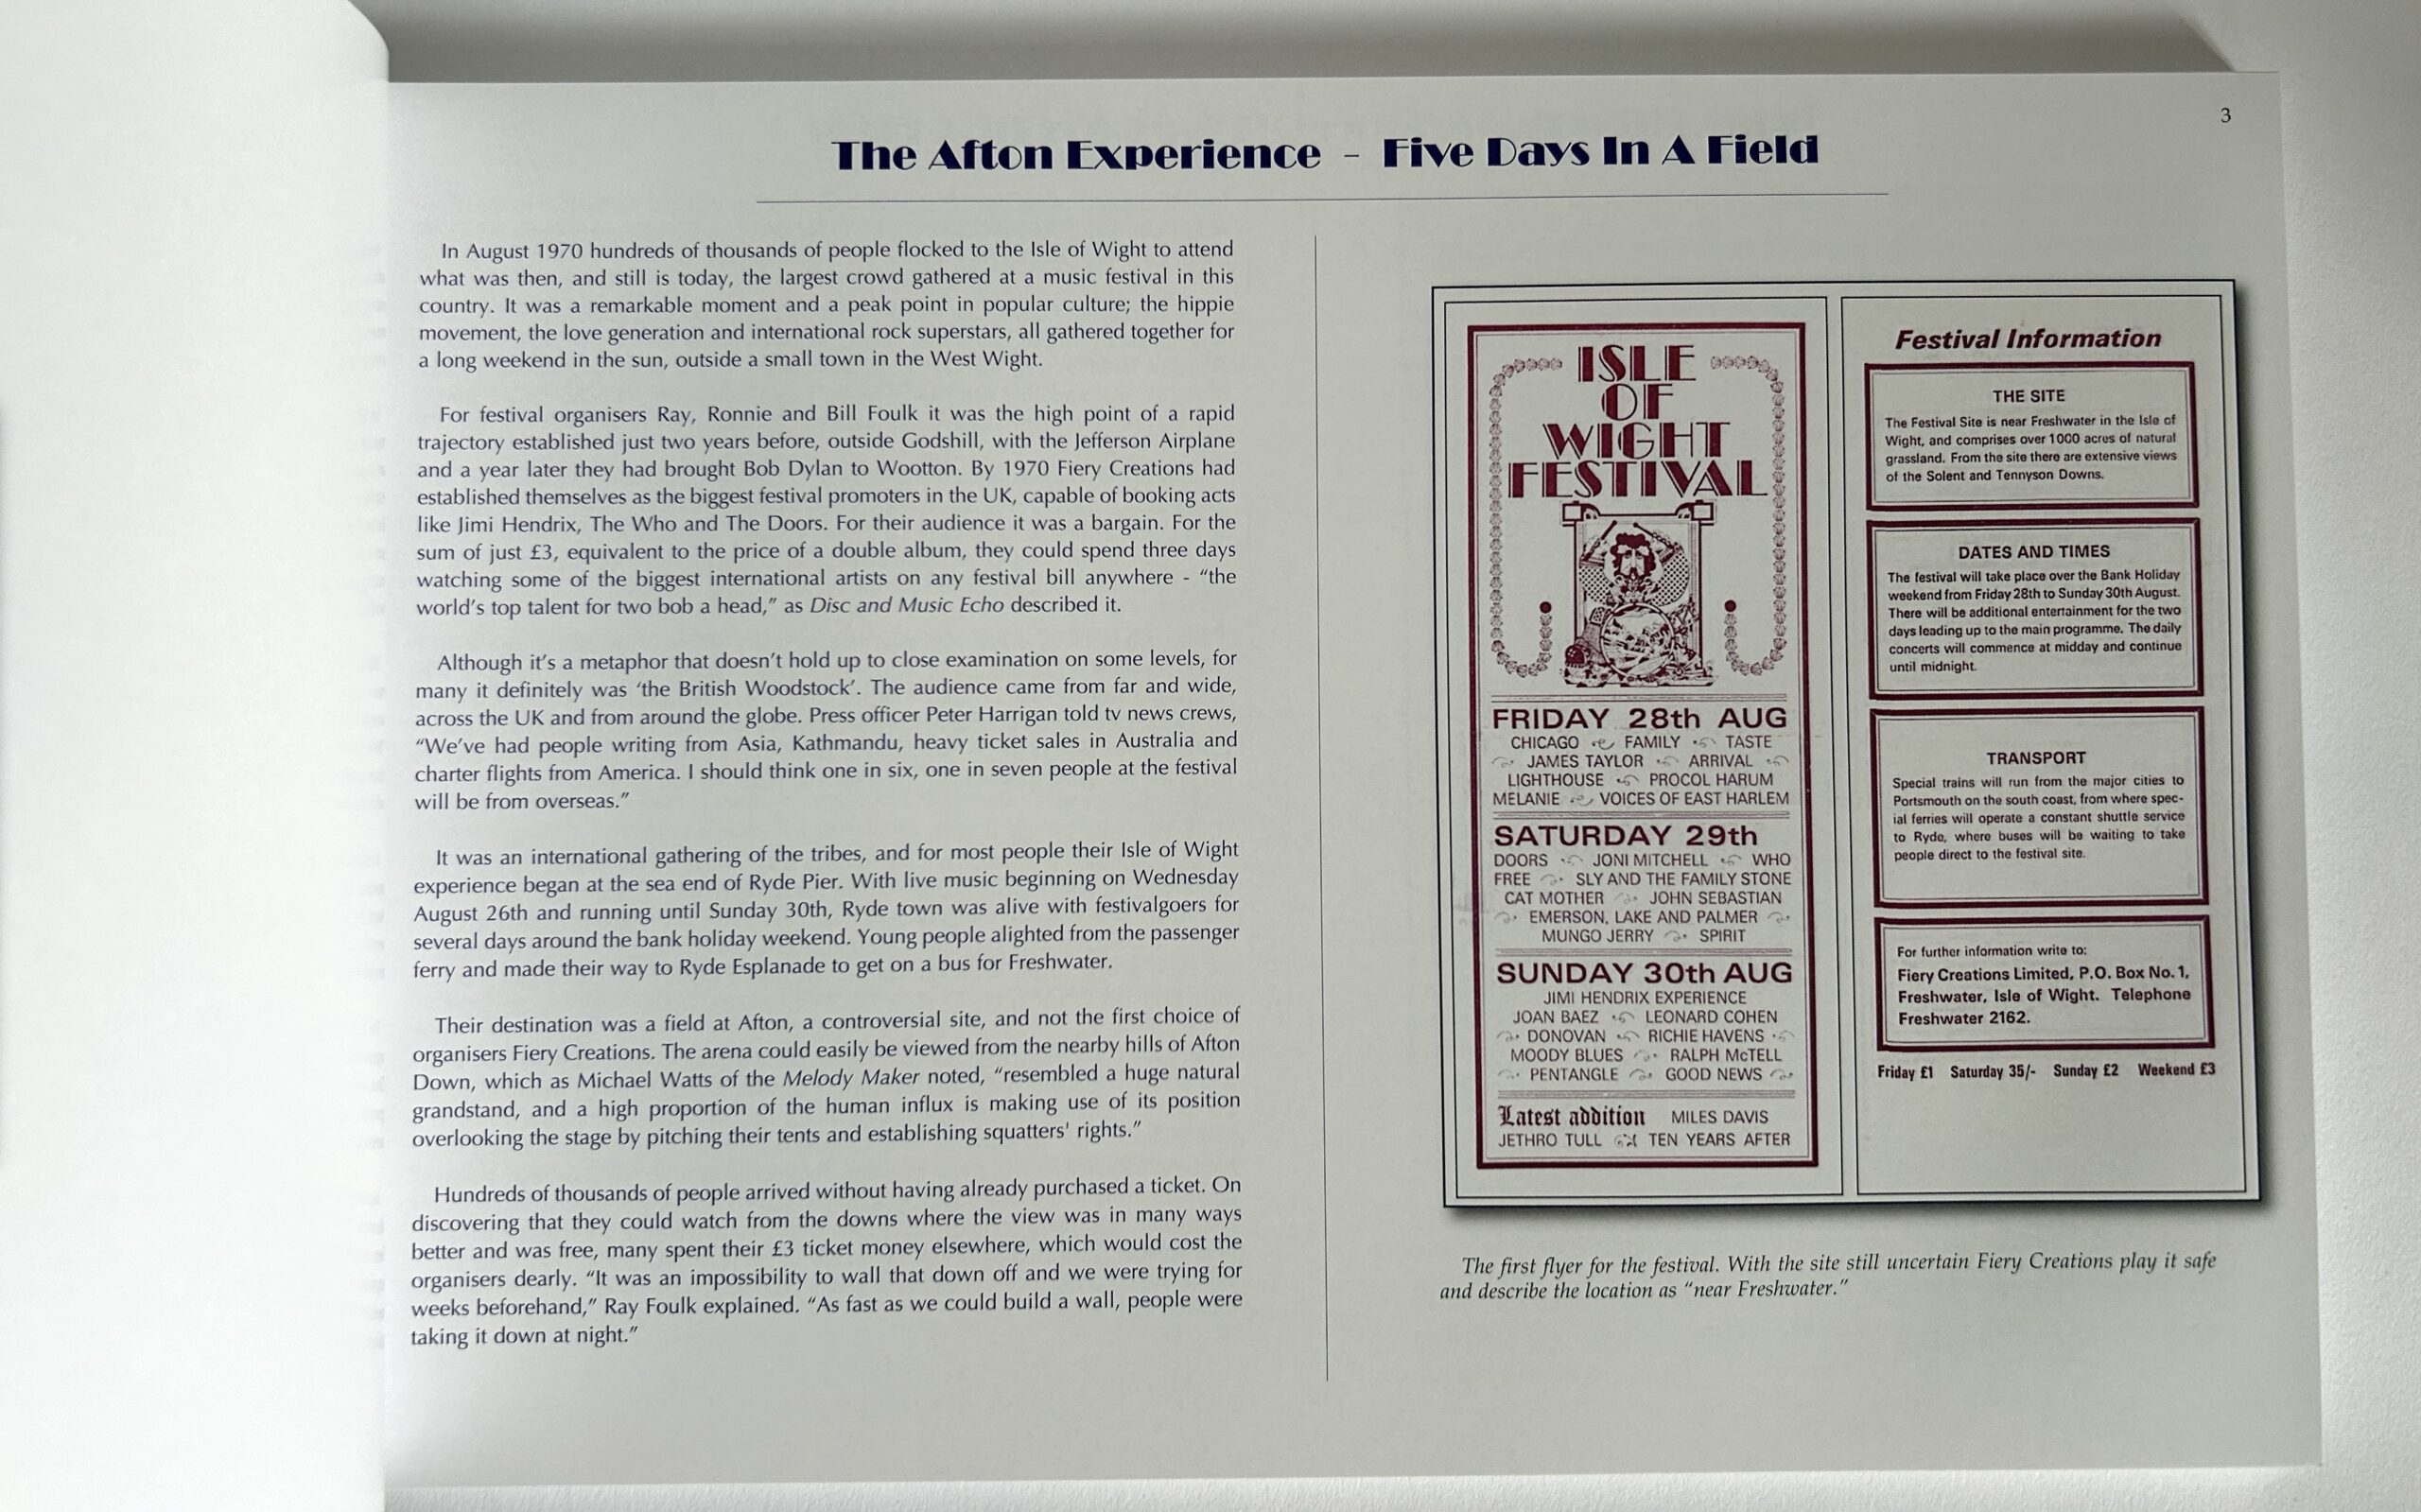 3
The Afton Experience - Five Days In A Field
In August 1970 hundreds of thousands of people flocked to the Isle of Wight to attend
what was then, and still is today, the largest crowd gathered at a music festival in this
country. It was a remarkable moment and a peak point in popular culture; the hippie
movement, the love generation and international rock superstars, all gathered together for
a long weekend in the sun, outside a small town in the West Wight.
For festival organisers Ray, Ronnie and Bill Foulk it was the high point of a rapid
trajectory established just two years before, outside Godshill, with the Jefferson Airplane
and a year later they had brought Bob Dylan to Wootton. By 1970 Fiery Creations had
established themselves as the biggest festival promoters in the UK, capable of booking acts
like Jimi Hendrix, The Who and The Doors. For their audience it was a bargain. For the
sum of just £3, equivalent to the price of a double album, they could spend three days
watching some of the biggest international artists on any festival bill anywhere - “the
world’s top talent for two bob a head,” as Disc and Music Echo described it.
Although it’s a metaphor that doesn’t hold up to close examination on some levels, for
many it definitely was ‘the British Woodstock’. The audience came from far and wide,
across the UK and from around the globe. Press officer Peter Harrigan told tv news crews,
“We’ve had people writing from Asia, Kathmandu, heavy ticket sales in Australia and
charter flights from America. I should think one in six, one in seven people at the festival
will be from overseas.”
It was an international gathering of the tribes, and for most people their Isle of Wight
experience began at the sea end of Ryde Pier. With live music beginning on Wednesday
August 26th and running until Sunday 30th, Ryde town was alive with festivalgoers for
several days around the bank holiday weekend. Young people alighted from the passenger
ferry and made their way to Ryde Esplanade to get on a bus for Freshwater.
Their destination was a field at Afton, a controversial site, and not the first choice of
organisers Fiery Creations. The arena could easily be viewed from the nearby hills of Afton
Down, which as Michael Watts of the Melody Maker noted, “resembled a huge natural
grandstand, and a high proportion of the human influx is making use of its position
overlooking the stage by pitching their tents and establishing squatters' rights.”
Hundreds of thousands of people arrived without having already purchased a ticket. On
discovering that they could watch from the downs where the view was in many ways
better and was free, many spent their £3 ticket money elsewhere, which would cost the
organisers dearly. “It was an impossibility to wall that down off and we were trying for
weeks beforehand,” Ray Foulk explained. “As fast as we could build a wall, people were
taking it down at night.”
ISLE
OF
WIGHT
FESTIVAL
FRIDAY 28th AUG
CHICAGO FAMILY TASTE
JAMES TAYLOR ARRIVAL
LIGHTHOUSE PROCOL HARUM
MELANIE VOICES OF EAST HARLEM
SATURDAY 29th
DOORS JONI MITCHELL WHO
FREE SLY AND THE FAMILY STONE
CAT MOTHER JOHN SEBASTIAN
EMERSON, LAKE AND PALMER
MUNGO JERRY SPIRIT
SUNDAY 30th AUG
JIMI HENDRIX EXPERIENCE
JOAN BAEZ LEONARD COHEN
DONOVAN RICHIE HAVENS
MOODY BLUES RALPH McTELL
PENTANGLE GOOD NEWS
Latest addition MILES DAVIS
JETHRO TULL TEN YEARS AFTER
Festival Information
THE SITE
The Festival Site is near Freshwater in the Isle of
Wight, and comprises over 1000 acres of natural
grassland. From the site there are extensive views
of the Solent and Tennyson Downs.
DATES AND TIMES
The festival will take place over the Bank Holiday
weekend from Friday 28th to Sunday 30th August.
There will be additional entertainment for the two
days leading up to the main programme. The daily
concerts will commence at midday and continue
until midnight.
TRANSPORT
Special trains will run from the major cities to
Portsmouth on the south coast, from where spec-
ial ferries will operate a constant shuttle service
to Ryde, where buses will be waiting to take
people direct to the festival site.
For further information write to:
Fiery Creations Limited, P.O. Box No. 1,
Freshwater, Isle of Wight. Telephone
Freshwater 2162.
Friday £1 Saturday 35/- Sunday £2 Weekend £3
The first flyer for the festival. With the site still uncertain Fiery Creations play it safe
and describe the location as “near Freshwater.”